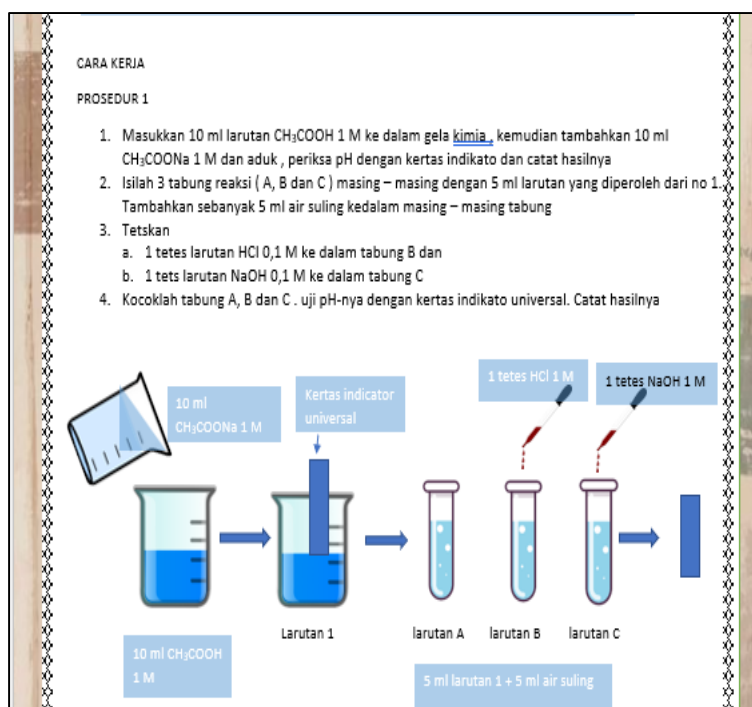 CARA KERJA
PROSEDUR 1
1. Masukkan 10 ml larutan CH₃COOH 1 M ke dalam gela kimia , kemudian tambahkan 10 ml
CH₃COONa 1 M dan aduk , periksa pH dengan kertas indikato dan catat hasilnya
2. Isilah 3 tabung reaksi ( A, B dan C ) masing – masing dengan 5 ml larutan yang diperoleh dari no 1.
Tambahkan sebanyak 5 ml air suling kedalam masing – masing tabung
3. Tetskan
a. 1 tetes larutan HCl 0,1 M ke dalam tabung B dan
b. 1 tets larutan NaOH 0,1 M ke dalam tabung C
4. Kocoklah tabung A, B dan C . uji pH-nya dengan kertas indikato universal. Catat hasilnya
10 ml
CH₃COONa 1 M
Kertas indicator
universal
1 tetes HCl 1 M
1 tetes NaOH 1 M
Larutan 1
larutan A
larutan B
larutan C
10 ml CH₃COOH
1 M
5 ml larutan 1 + 5 ml air suling